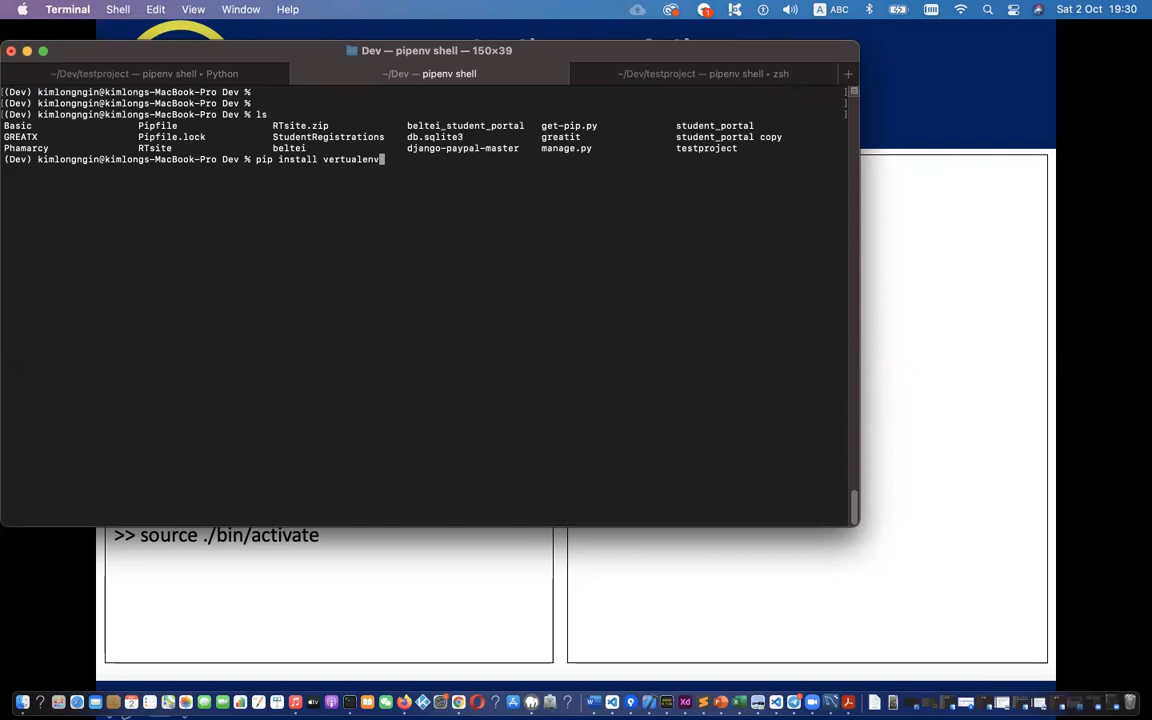 Terminal Shell Edit View Window Help ABC Sat 2 Oct 19:30
Dev — pipenv shell — 150×39
~/Dev/testproject — pipenv shell • Python ~/Dev — pipenv shell ~/Dev/testproject — pipenv shell • zsh
[(Dev) kimlongngin@kimlongs-MacBook-Pro Dev % ]
[(Dev) kimlongngin@kimlongs-MacBook-Pro Dev % ]
[(Dev) kimlongngin@kimlongs-MacBook-Pro Dev % ls ]
Basic Pipfile RTsite.zip beltei_student_portal get-pip.py student_portal
GREATX Pipfile.lock StudentRegistrations db.sqlite3 greatit student_portal copy
Phamarcy RTsite beltei django-paypal-master manage.py testproject
(Dev) kimlongngin@kimlongs-MacBook-Pro Dev % pip install vertualenv
>> source ./bin/activate